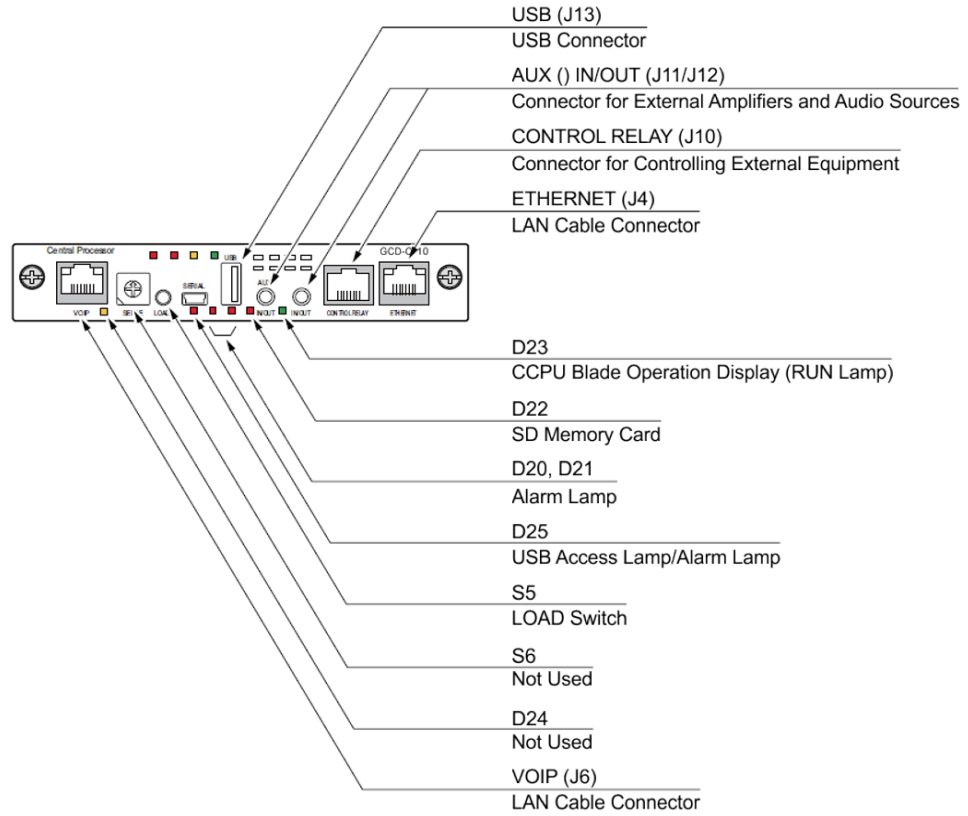 USB (J13)
USB Connector
AUX () IN/OUT (J11/J12)
Connector for External Amplifiers and Audio Sources
CONTROL RELAY (J10)
Connector for Controlling External Equipment
ETHERNET (J4)
LAN Cable Connector
Central Processor
USB
SERIAL
AUX
VOIP
LOAD
IN/OUT
IN/OUT
CONTROL RELAY
ETHERNET
D23
CCPU Blade Operation Display (RUN Lamp)
D22
SD Memory Card
D20, D21
Alarm Lamp
D25
USB Access Lamp/Alarm Lamp
S5
LOAD Switch
S6
Not Used
D24
Not Used
VOIP (J6)
LAN Cable Connector